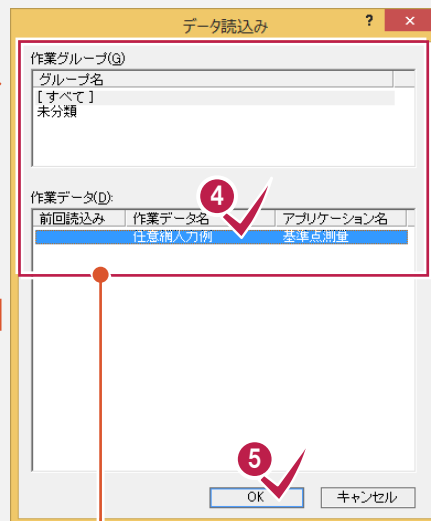 データ読込み ? ×
作業グループ(G)
グループ名
[すべて]
未分類
作業データ(D):
4
前回読込み 作業データ名 アプリケーション名
任意網入力例 基準点測量
5
OK キャンセル